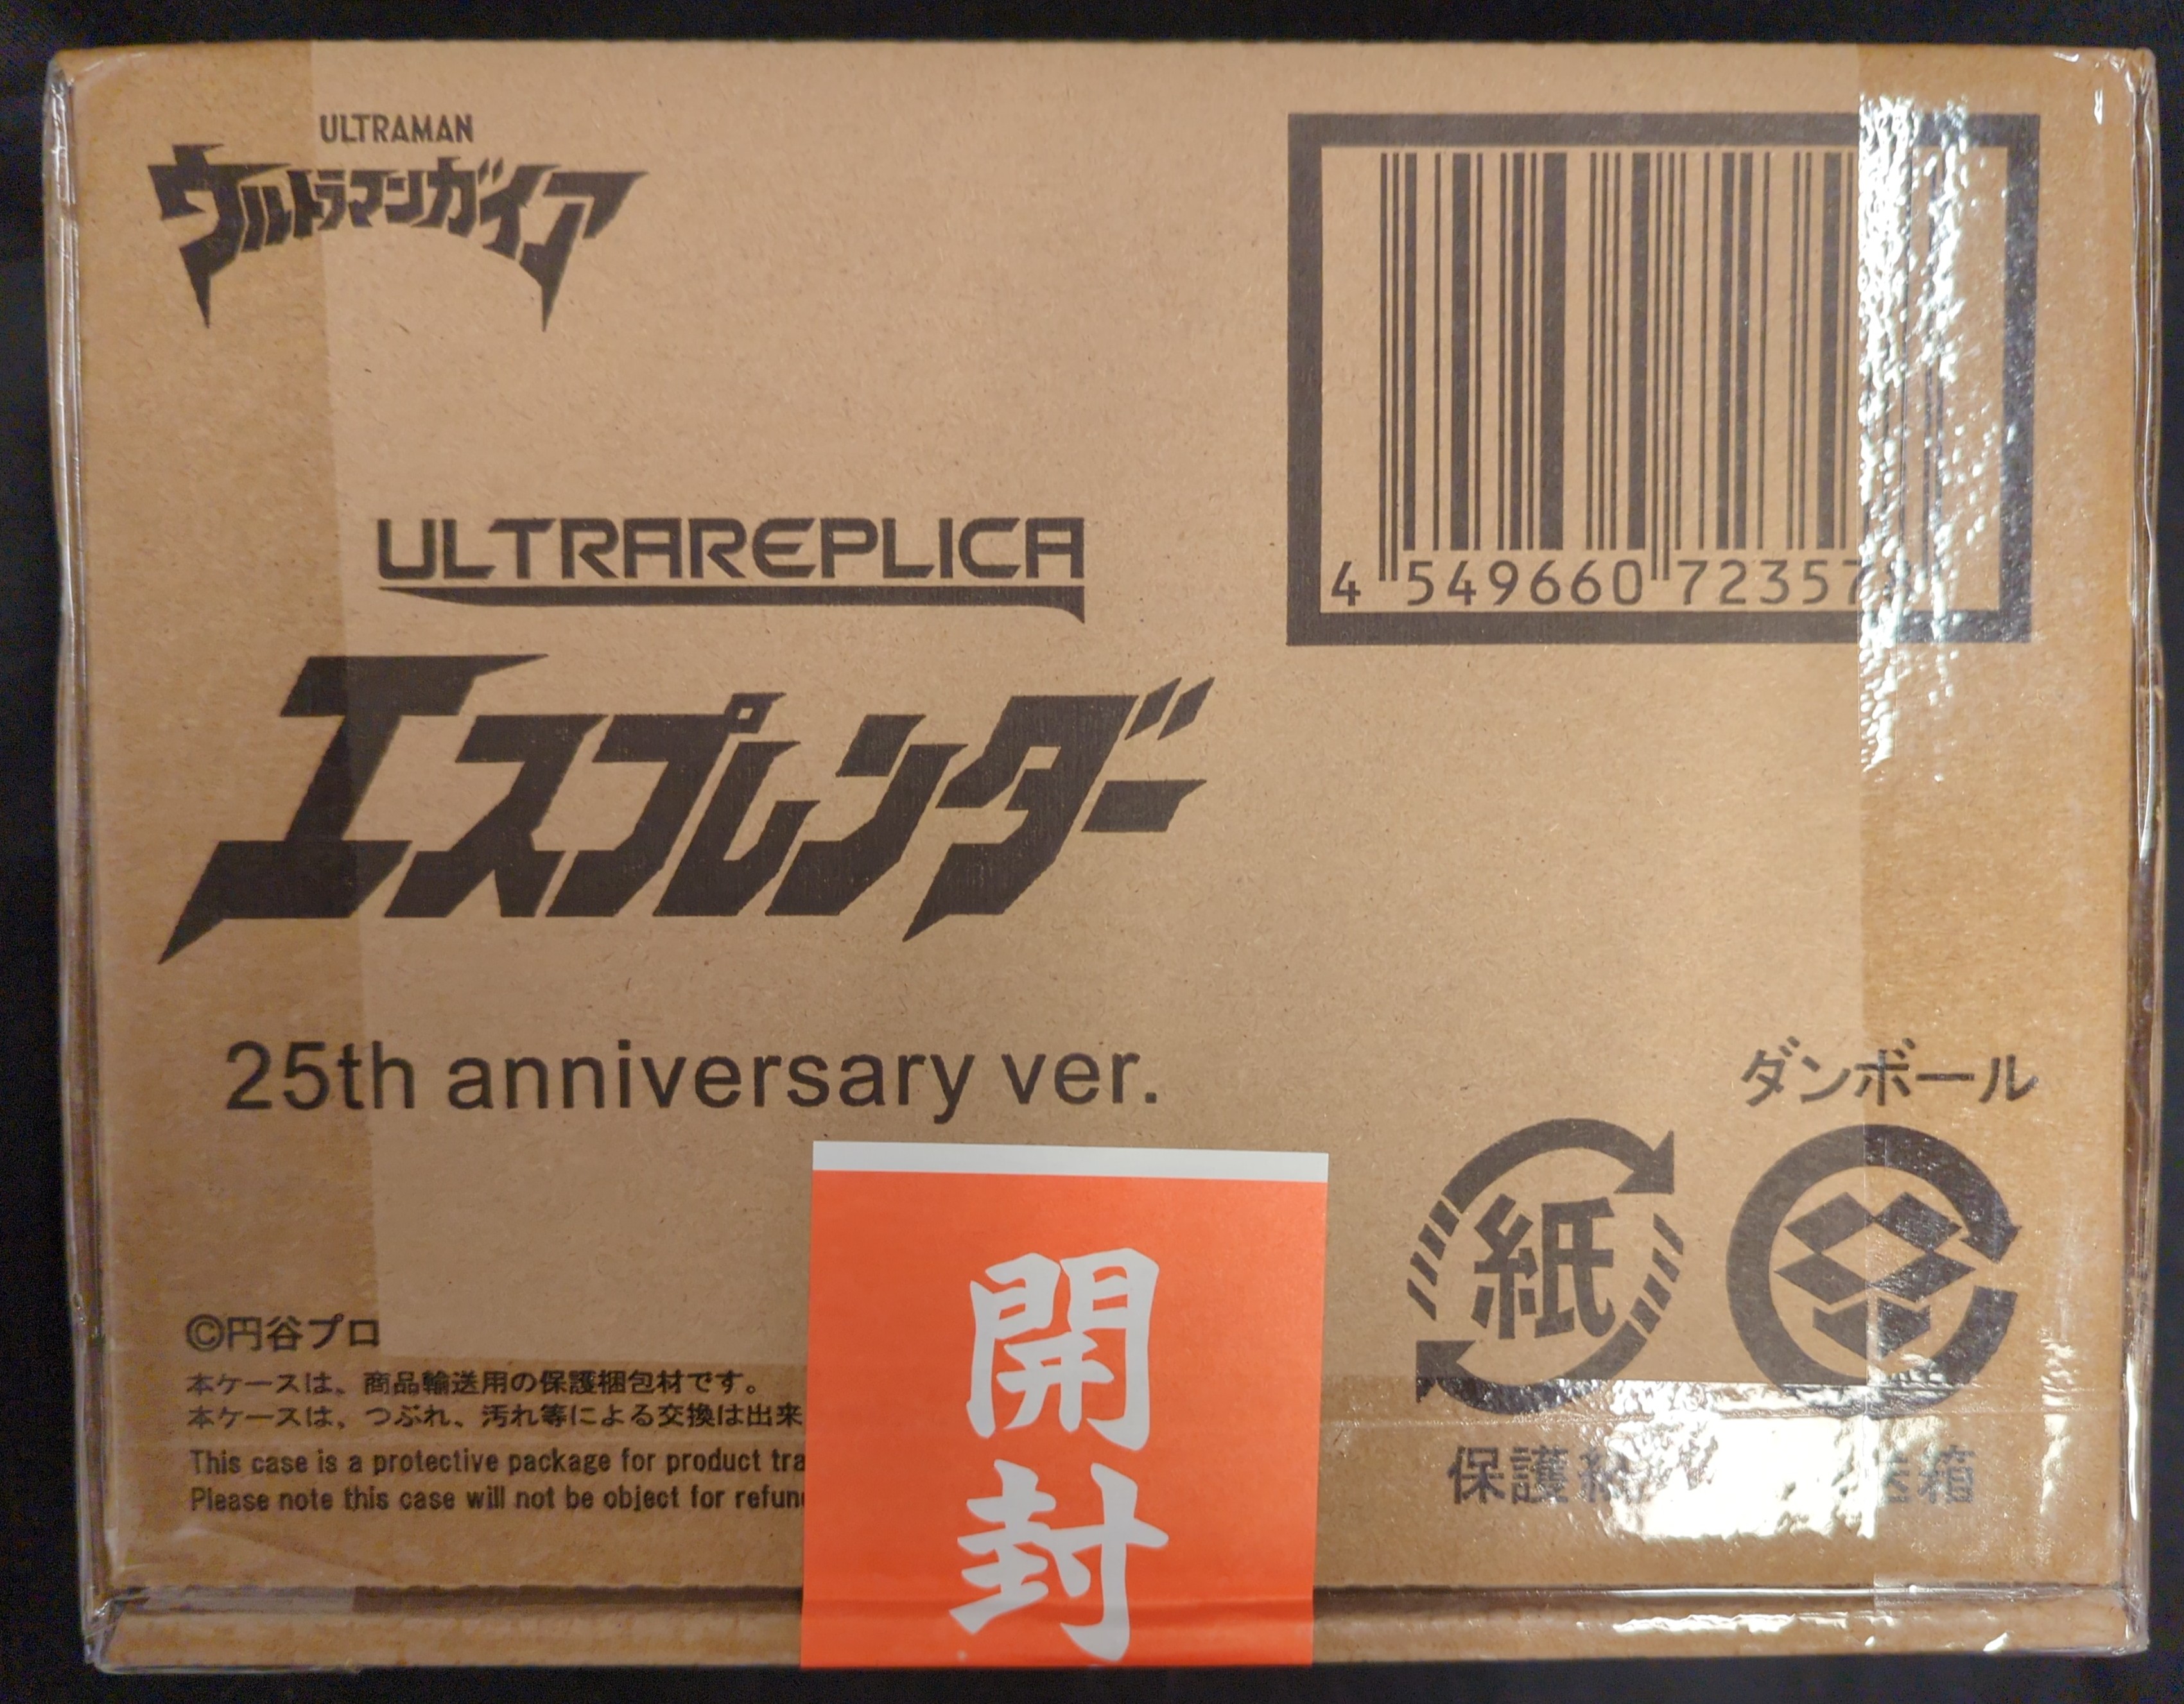 ULTRAMAN
ウルトラマンガイア
4 549660 72357
ULTRAREPLICA
エスプレンダー
25th anniversary ver.
ダンボール
紙
©円谷プロ
本ケースは、商品輸送用の保護梱包材です。
本ケースは、つぶれ、汚れ等による交換は出来
This case is a protective package for product
Please note this case will not be object for
保護
箱
開
封